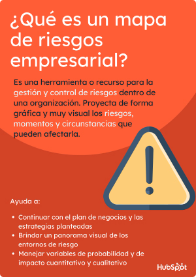 ¿Qué es un mapa
de riesgos
empresarial?
Es una herramienta o recurso para la
gestión y control de riesgos dentro de
una organización. Proyecta de forma
gráfica y muy visual los riesgos,
momentos y circunstancias que
pueden afectarla.
Ayuda a:
• Continuar con el plan de negocios y las
estrategias planteadas
• Brindar un panorama visual de los
entornos de riesgo
• Manejar variables de probabilidad y de
impacto cuantitativo y cualitativo
HubSpot